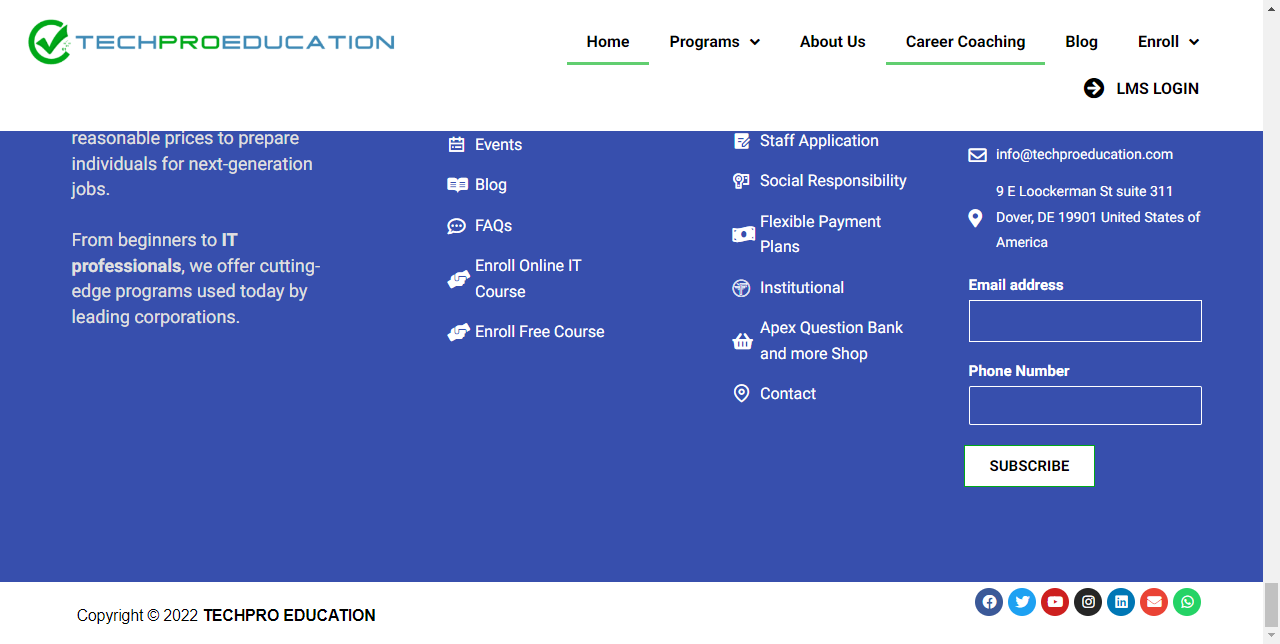 TECHPROEDUCATION
Home
Programs
About Us
Career Coaching
Blog
Enroll
LMS LOGIN
reasonable prices to prepare
individuals for next-generation
jobs.
From beginners to IT
professionals, we offer cutting-
edge programs used today by
leading corporations.
Events
Blog
FAQs
Enroll Online IT
Course
Enroll Free Course
Staff Application
Social Responsibility
Flexible Payment
Plans
Institutional
Apex Question Bank
and more Shop
Contact
info@techproeducation.com
9 E Loockerman St suite 311
Dover, DE 19901 United States of
America
Email address
Phone Number
SUBSCRIBE
Copyright © 2022 TECHPRO EDUCATION